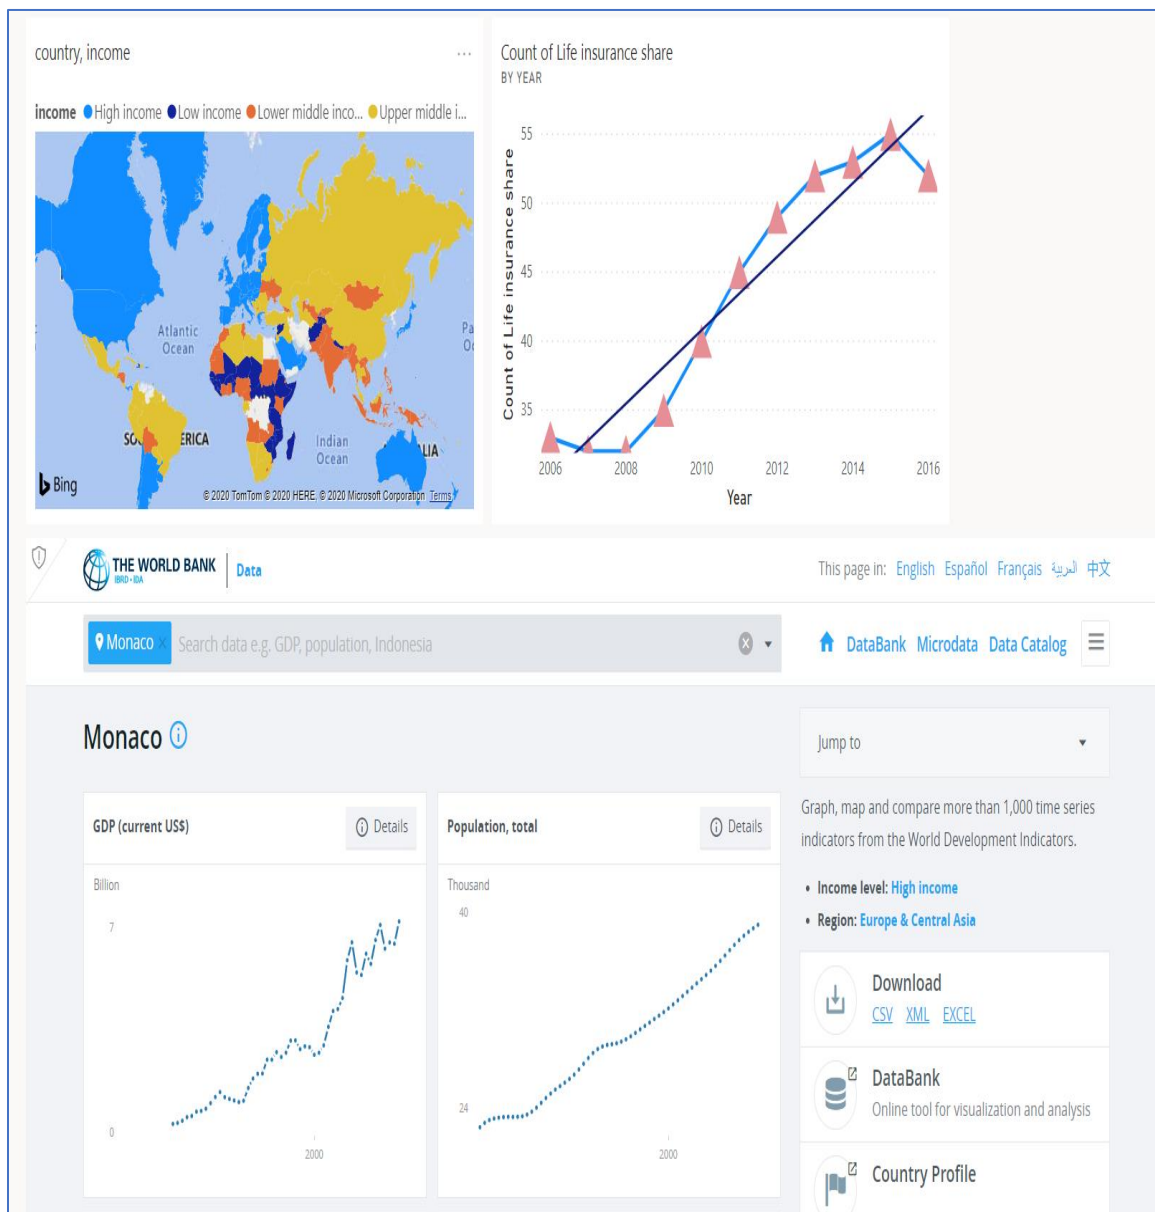 country, income
...
income High income Low income Lower middle inco... Upper middle i...
Atlantic
Ocean
Indian
Ocean
Bing
© 2020 TomTom © 2020 HERE, © 2020 Microsoft Corporation Terms
Count of Life insurance share
BY YEAR
Count of Life insurance share
55
50
45
40
35
2006 2008 2010 2012 2014 2016
Year
THE WORLD BANK
IBRD • IDA
Data
This page in: English Español Français العربية 中文
Monaco × Search data e.g. GDP, population, Indonesia
DataBank Microdata Data Catalog
Monaco
Jump to
GDP (current US$)
Details
Billion
7
0
2000
Population, total
Details
Thousand
40
24
2000
Graph, map and compare more than 1,000 time series
indicators from the World Development Indicators.
• Income level: High income
• Region: Europe & Central Asia
Download
CSV XML EXCEL
DataBank
Online tool for visualization and analysis
Country Profile